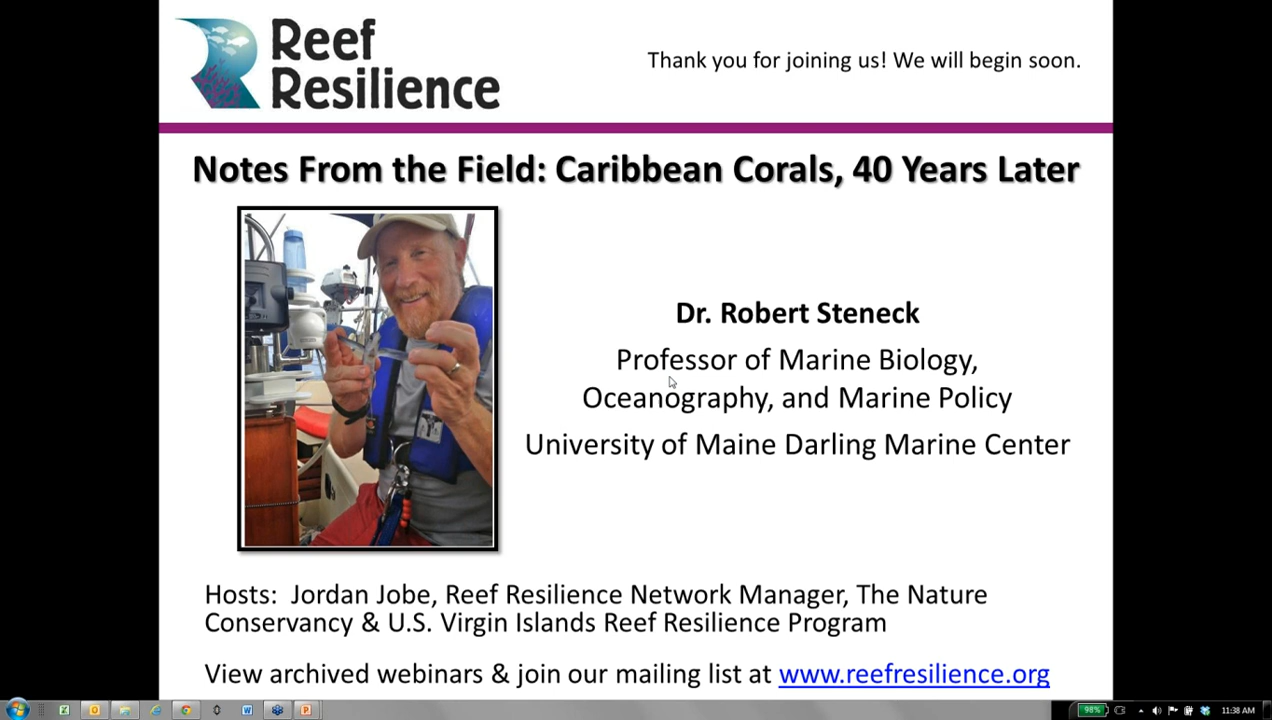 Reef
Resilience
Thank you for joining us! We will begin soon.
Notes From the Field: Caribbean Corals, 40 Years Later
Dr. Robert Steneck
Professor of Marine Biology,
Oceanography, and Marine Policy
University of Maine Darling Marine Center
Hosts: Jordan Jobe, Reef Resilience Network Manager, The Nature
Conservancy & U.S. Virgin Islands Reef Resilience Program
View archived webinars & join our mailing list at www.reefresilience.org
98%
11:38 AM